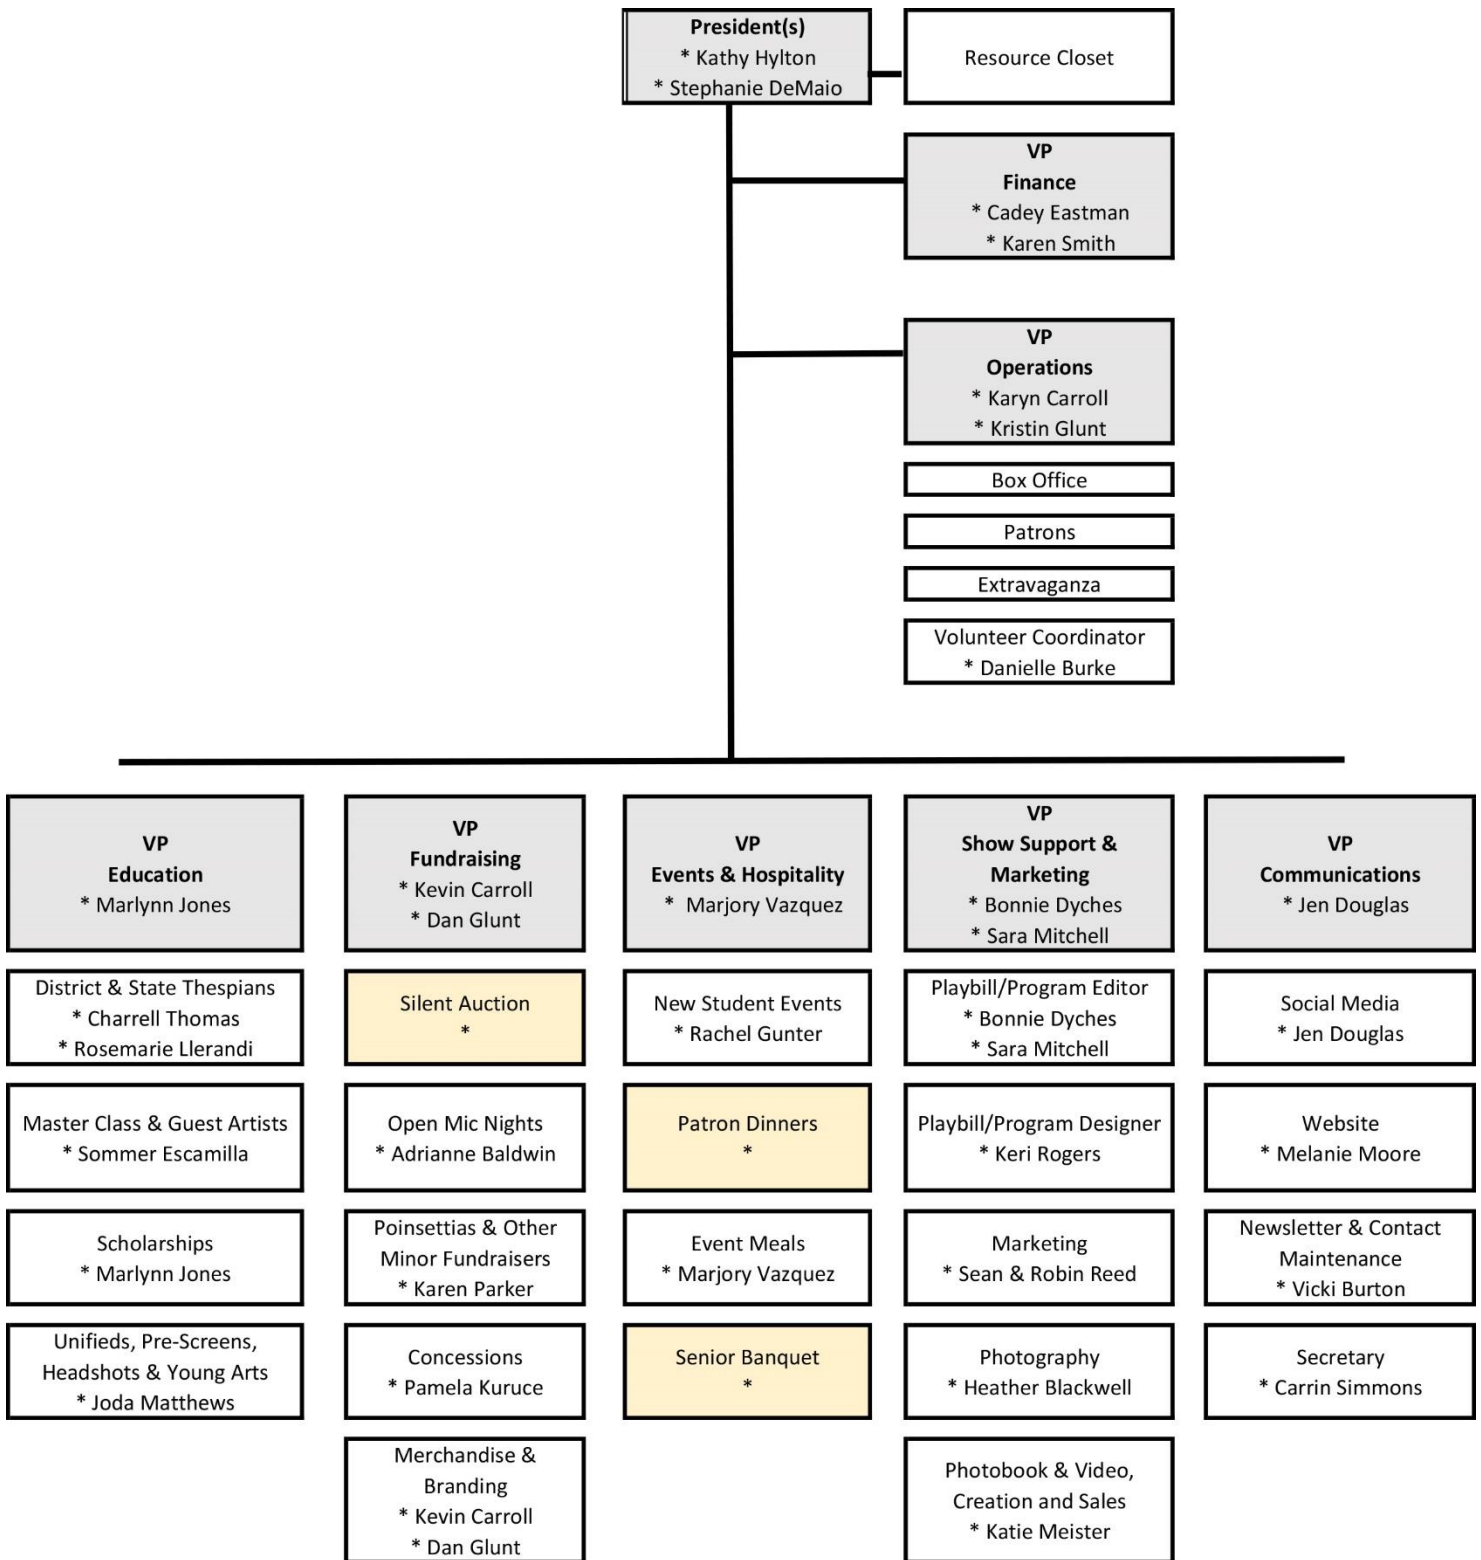 President(s)
* Kathy Hylton
* Stephanie DeMaio
Resource Closet
VP
Finance
* Cadey Eastman
* Karen Smith
VP
Operations
* Karyn Carroll
* Kristin Glunt
Box Office
Patrons
Extravaganza
Volunteer Coordinator
* Danielle Burke
VP
Education
* Marlynn Jones
District & State Thespians
* Charrell Thomas
* Rosemarie Llerandi
Master Class & Guest Artists
* Sommer Escamilla
Scholarships
* Marlynn Jones
Unifieds, Pre-Screens,
Headshots & Young Arts
* Joda Matthews
VP
Fundraising
* Kevin Carroll
* Dan Glunt
Silent Auction
*
Open Mic Nights
* Adrianne Baldwin
Poinsettias & Other
Minor Fundraisers
* Karen Parker
Concessions
* Pamela Kuruce
Merchandise &
Branding
* Kevin Carroll
* Dan Glunt
VP
Events & Hospitality
* Marjory Vazquez
New Student Events
* Rachel Gunter
Patron Dinners
*
Event Meals
* Marjory Vazquez
Senior Banquet
*
VP
Show Support &
Marketing
* Bonnie Dyches
* Sara Mitchell
Playbill/Program Editor
* Bonnie Dyches
* Sara Mitchell
Playbill/Program Designer
* Keri Rogers
Marketing
* Sean & Robin Reed
Photography
* Heather Blackwell
Photobook & Video,
Creation and Sales
* Katie Meister
VP
Communications
* Jen Douglas
Social Media
* Jen Douglas
Website
* Melanie Moore
Newsletter & Contact
Maintenance
* Vicki Burton
Secretary
* Carrin Simmons